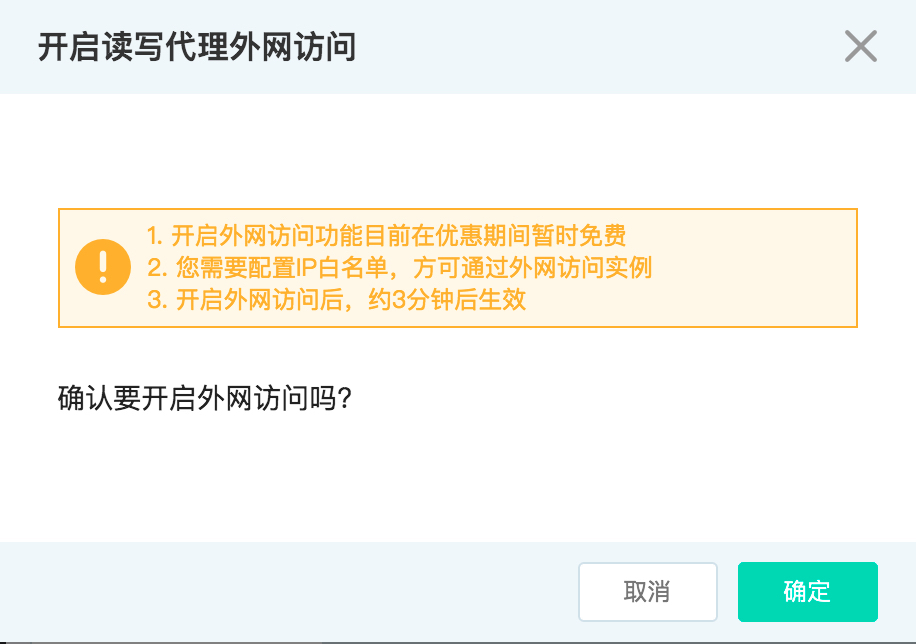 开启读写代理外网访问
1. 开启外网访问功能目前在优惠期间暂时免费
2. 您需要配置IP白名单，方可通过外网访问实例
3. 开启外网访问后，约3分钟后生效
确认要开启外网访问吗?
取消
确定